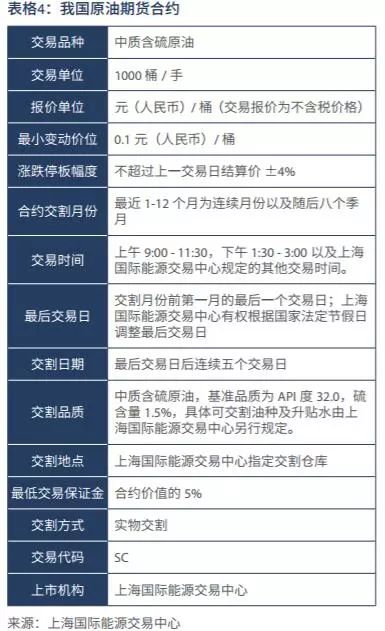 表格4：我国原油期货合约
交易品种 中质含硫原油
交易单位 1000 桶 / 手
报价单位 元（人民币）/ 桶（交易报价为不含税价格）
最小变动价位 0.1 元（人民币）/ 桶
涨跌停板幅度 不超过上一交易日结算价 ±4%
合约交割月份 最近 1-12 个月为连续月份以及随后八个季
月
交易时间 上午 9:00 - 11:30，下午 1:30 - 3:00 以及上海
国际能源交易中心规定的其他交易时间。
最后交易日 交割月份前第一月的最后一个交易日；上海
国际能源交易中心有权根据国家法定节假日
调整最后交易日
交割日期 最后交易日后连续五个交易日
交割品质 中质含硫原油，基准品质为 API 度 32.0，硫
含量 1.5%，具体可交割油种及升贴水由上
海国际能源交易中心另行规定。
交割地点 上海国际能源交易中心指定交割仓库
最低交易保证金 合约价值的 5%
交割方式 实物交割
交易代码 SC
上市机构 上海国际能源交易中心
来源：上海国际能源交易中心